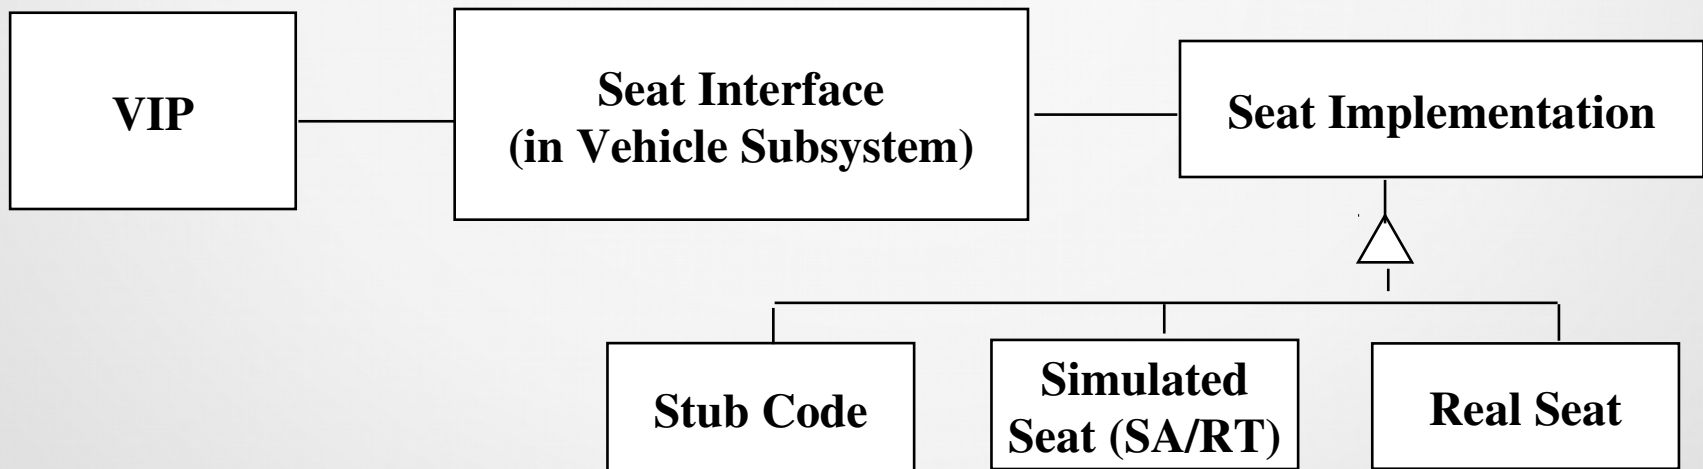 VIP
Seat Interface
(in Vehicle Subsystem)
Seat Implementation
Stub Code
Simulated
Seat (SA/RT)
Real Seat